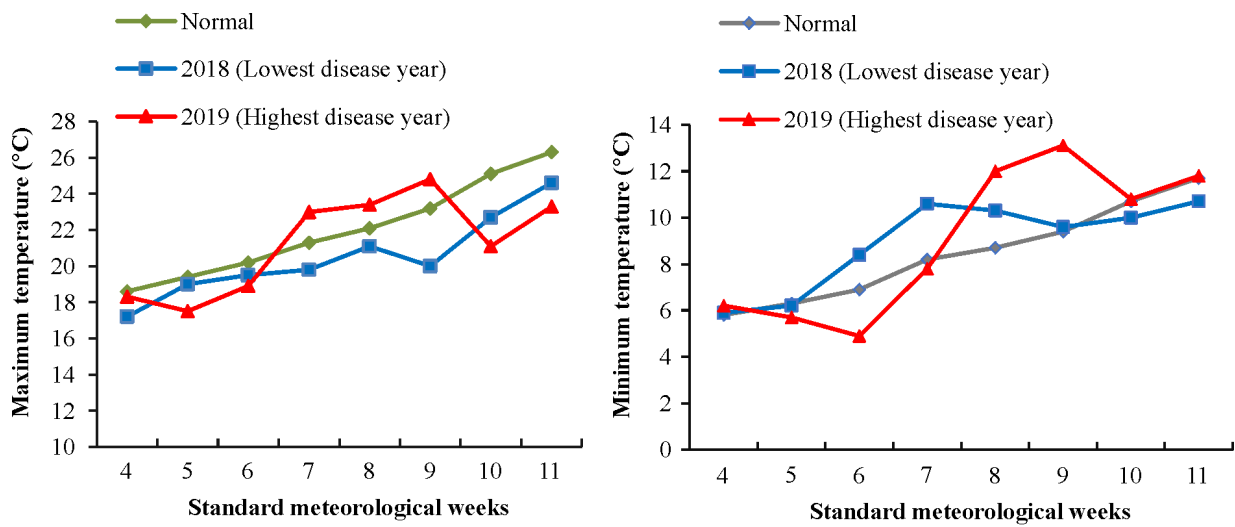 Normal
2018 (Lowest disease year)
2019 (Highest disease year)
Maximum temperature (°C)
28
26
24
22
20
18
16
14
12
10
4 5 6 7 8 9 10 11
Standard meteorological weeks
Normal
2018 (Lowest disease year)
2019 (Highest disease year)
Minimum temperature (°C)
14
12
10
8
6
4
2
0
4 5 6 7 8 9 10 11
Standard meteorological weeks